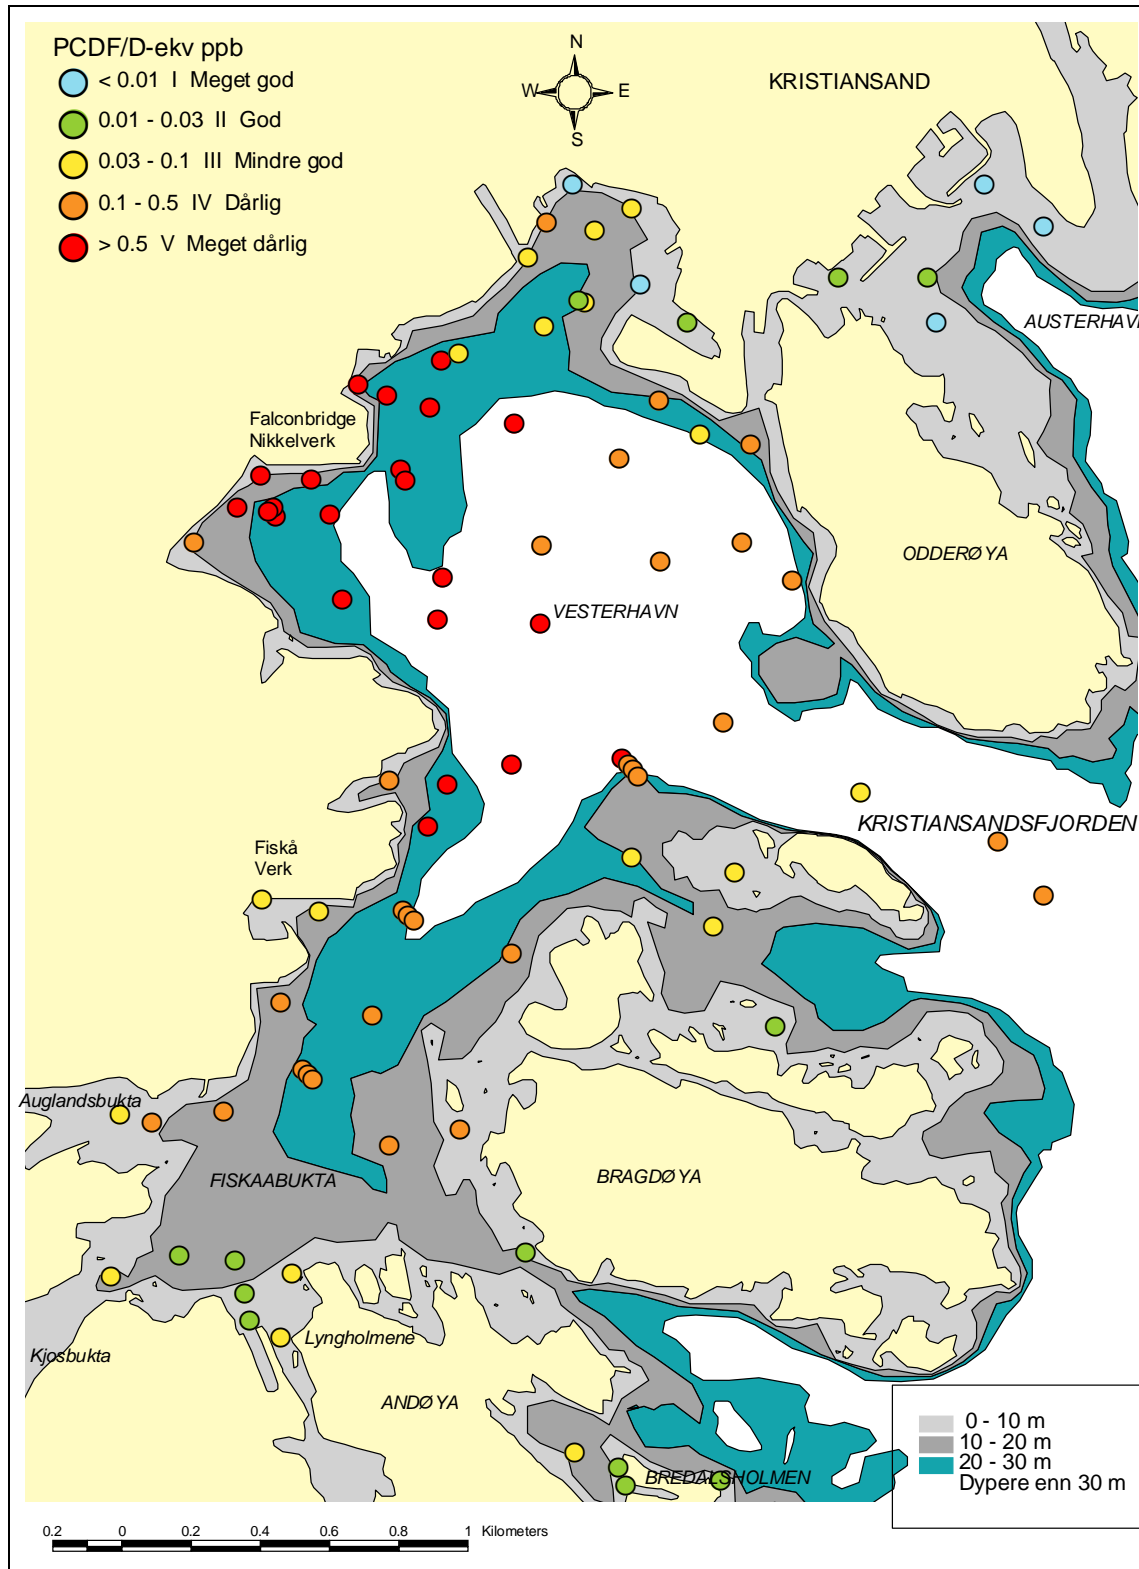 PCDF/D-ekv ppb
< 0.01 I Meget god
0.01 - 0.03 II God
0.03 - 0.1 III Mindre god
0.1 - 0.5 IV Dårlig
> 0.5 V Meget dårlig
N
W E
S
KRISTIANSAND
AUSTERHAVN
Falconbridge
Nikkelverk
ODDERØYA
VESTERHAVN
KRISTIANSANDSFJORDEN
Fiskå
Verk
Auglandsbukta
FISKAABUKTA
BRAGDØYA
Lyngholmene
Kjosbukta
ANDØYA
BREDALSHOLMEN
0 - 10 m
10 - 20 m
20 - 30 m
Dypere enn 30 m
0.2 0 0.2 0.4 0.6 0.8 1 Kilometers